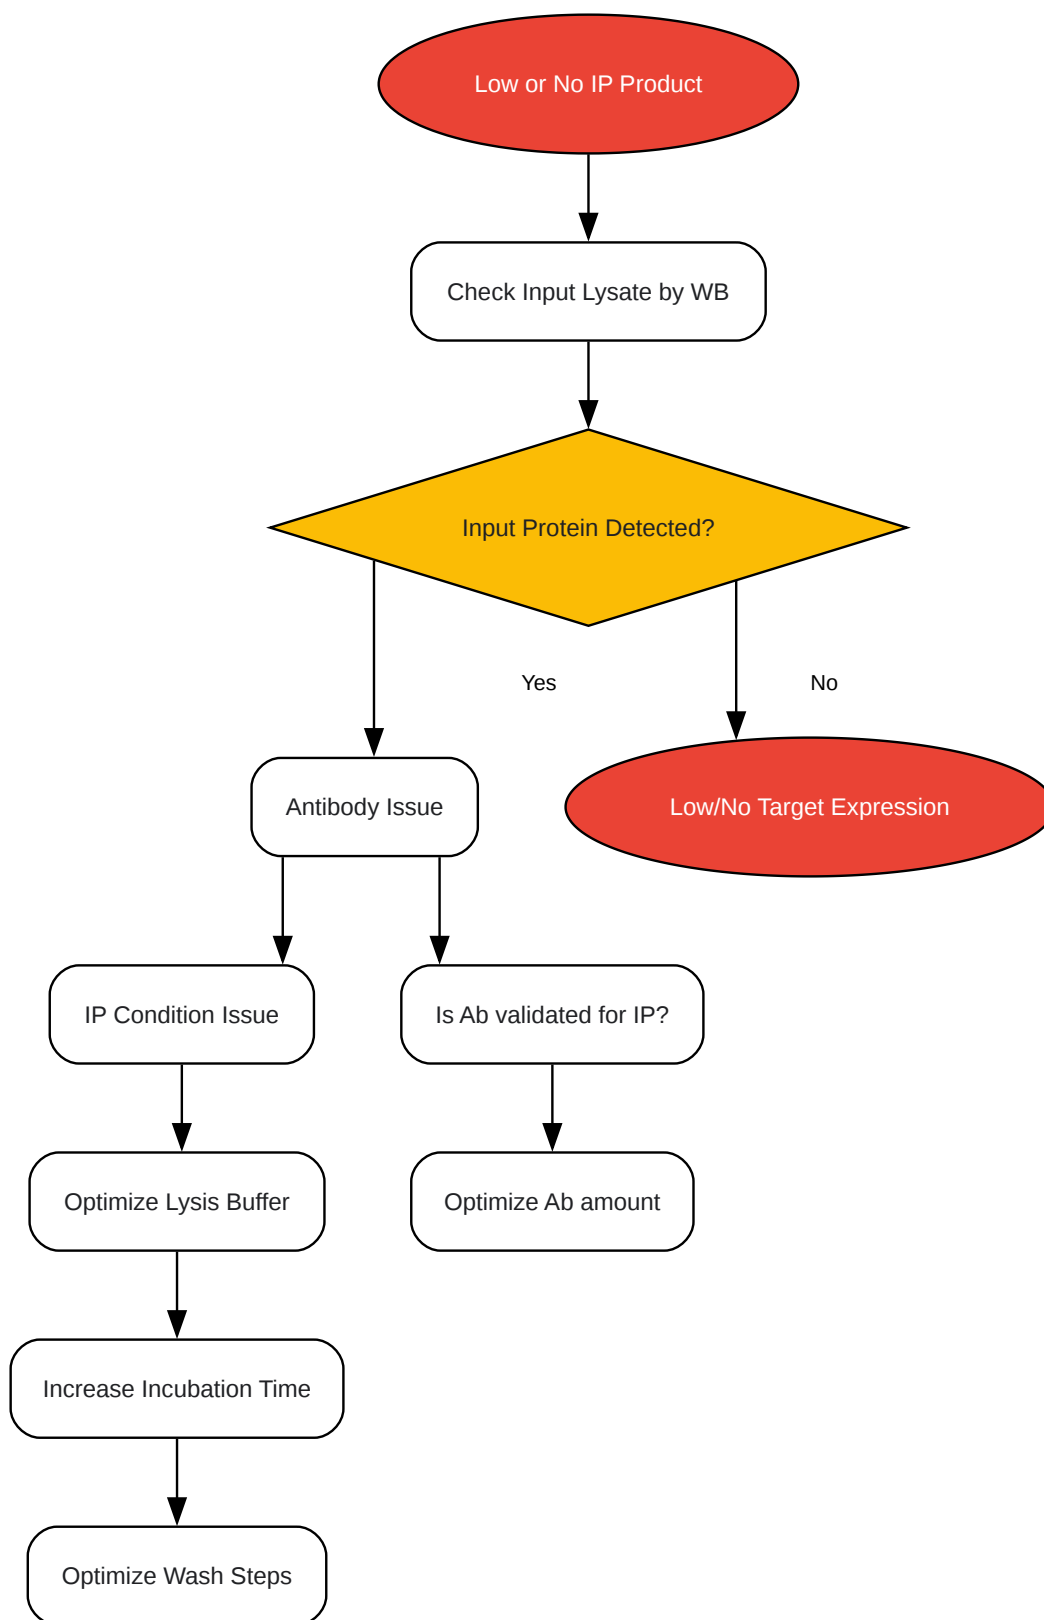 Low or No IP Product
Check Input Lysate by WB
Input Protein Detected?
Yes
No
Antibody Issue
Low/No Target Expression
IP Condition Issue
Is Ab validated for IP?
Optimize Lysis Buffer
Optimize Ab amount
Increase Incubation Time
Optimize Wash Steps